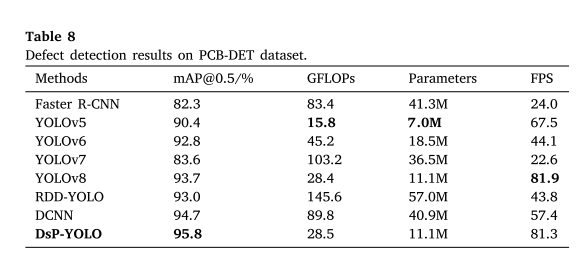 Table 8
Defect detection results on PCB-DET dataset.
Methods mAP@0.5/% GFLOPs Parameters FPS
Faster R-CNN 82.3 83.4 41.3M 24.0
YOLOv5 90.4 15.8 7.0M 67.5
YOLOv6 92.8 45.2 18.5M 44.1
YOLOv7 83.6 103.2 36.5M 22.6
YOLOv8 93.7 28.4 11.1M 81.9
RDD-YOLO 93.0 145.6 57.0M 43.8
DCNN 94.7 89.8 40.9M 57.4
DsP-YOLO 95.8 28.5 11.1M 81.3